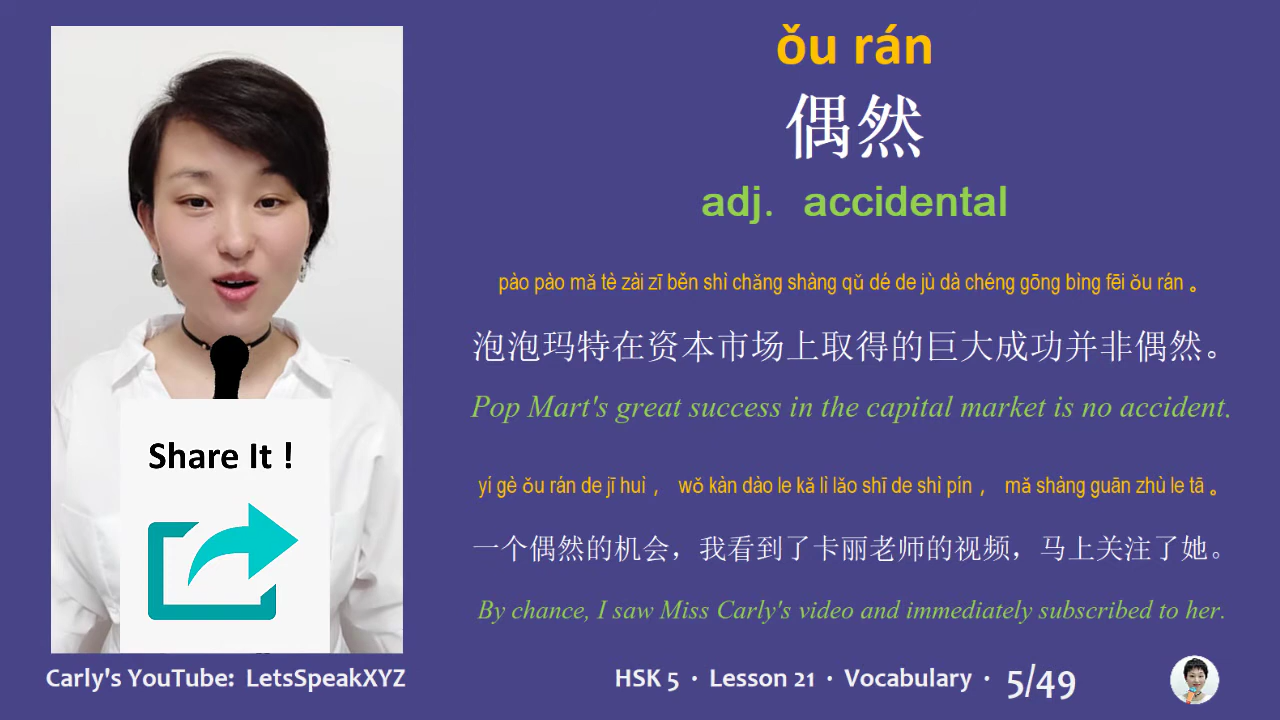 ǒu rán
偶然
adj. accidental
pào pào mǎ tè zài zī běn shì chǎng shàng qǔ dé de jù dà chéng gōng bìng fēi ǒu rán 。
泡泡玛特在资本市场上取得的巨大成功并非偶然。
Pop Mart's great success in the capital market is no accident.
yí gè ǒu rán de jī huì , wǒ kàn dào le kǎ lì lǎo shī de shì pín , mǎ shàng guān zhù le tā 。
一个偶然的机会，我看到了卡丽老师的视频，马上关注了她。
By chance, I saw Miss Carly's video and immediately subscribed to her.
Share It !
Carly's YouTube: LetsSpeakXYZ
HSK 5 · Lesson 21 · Vocabulary · 5/49